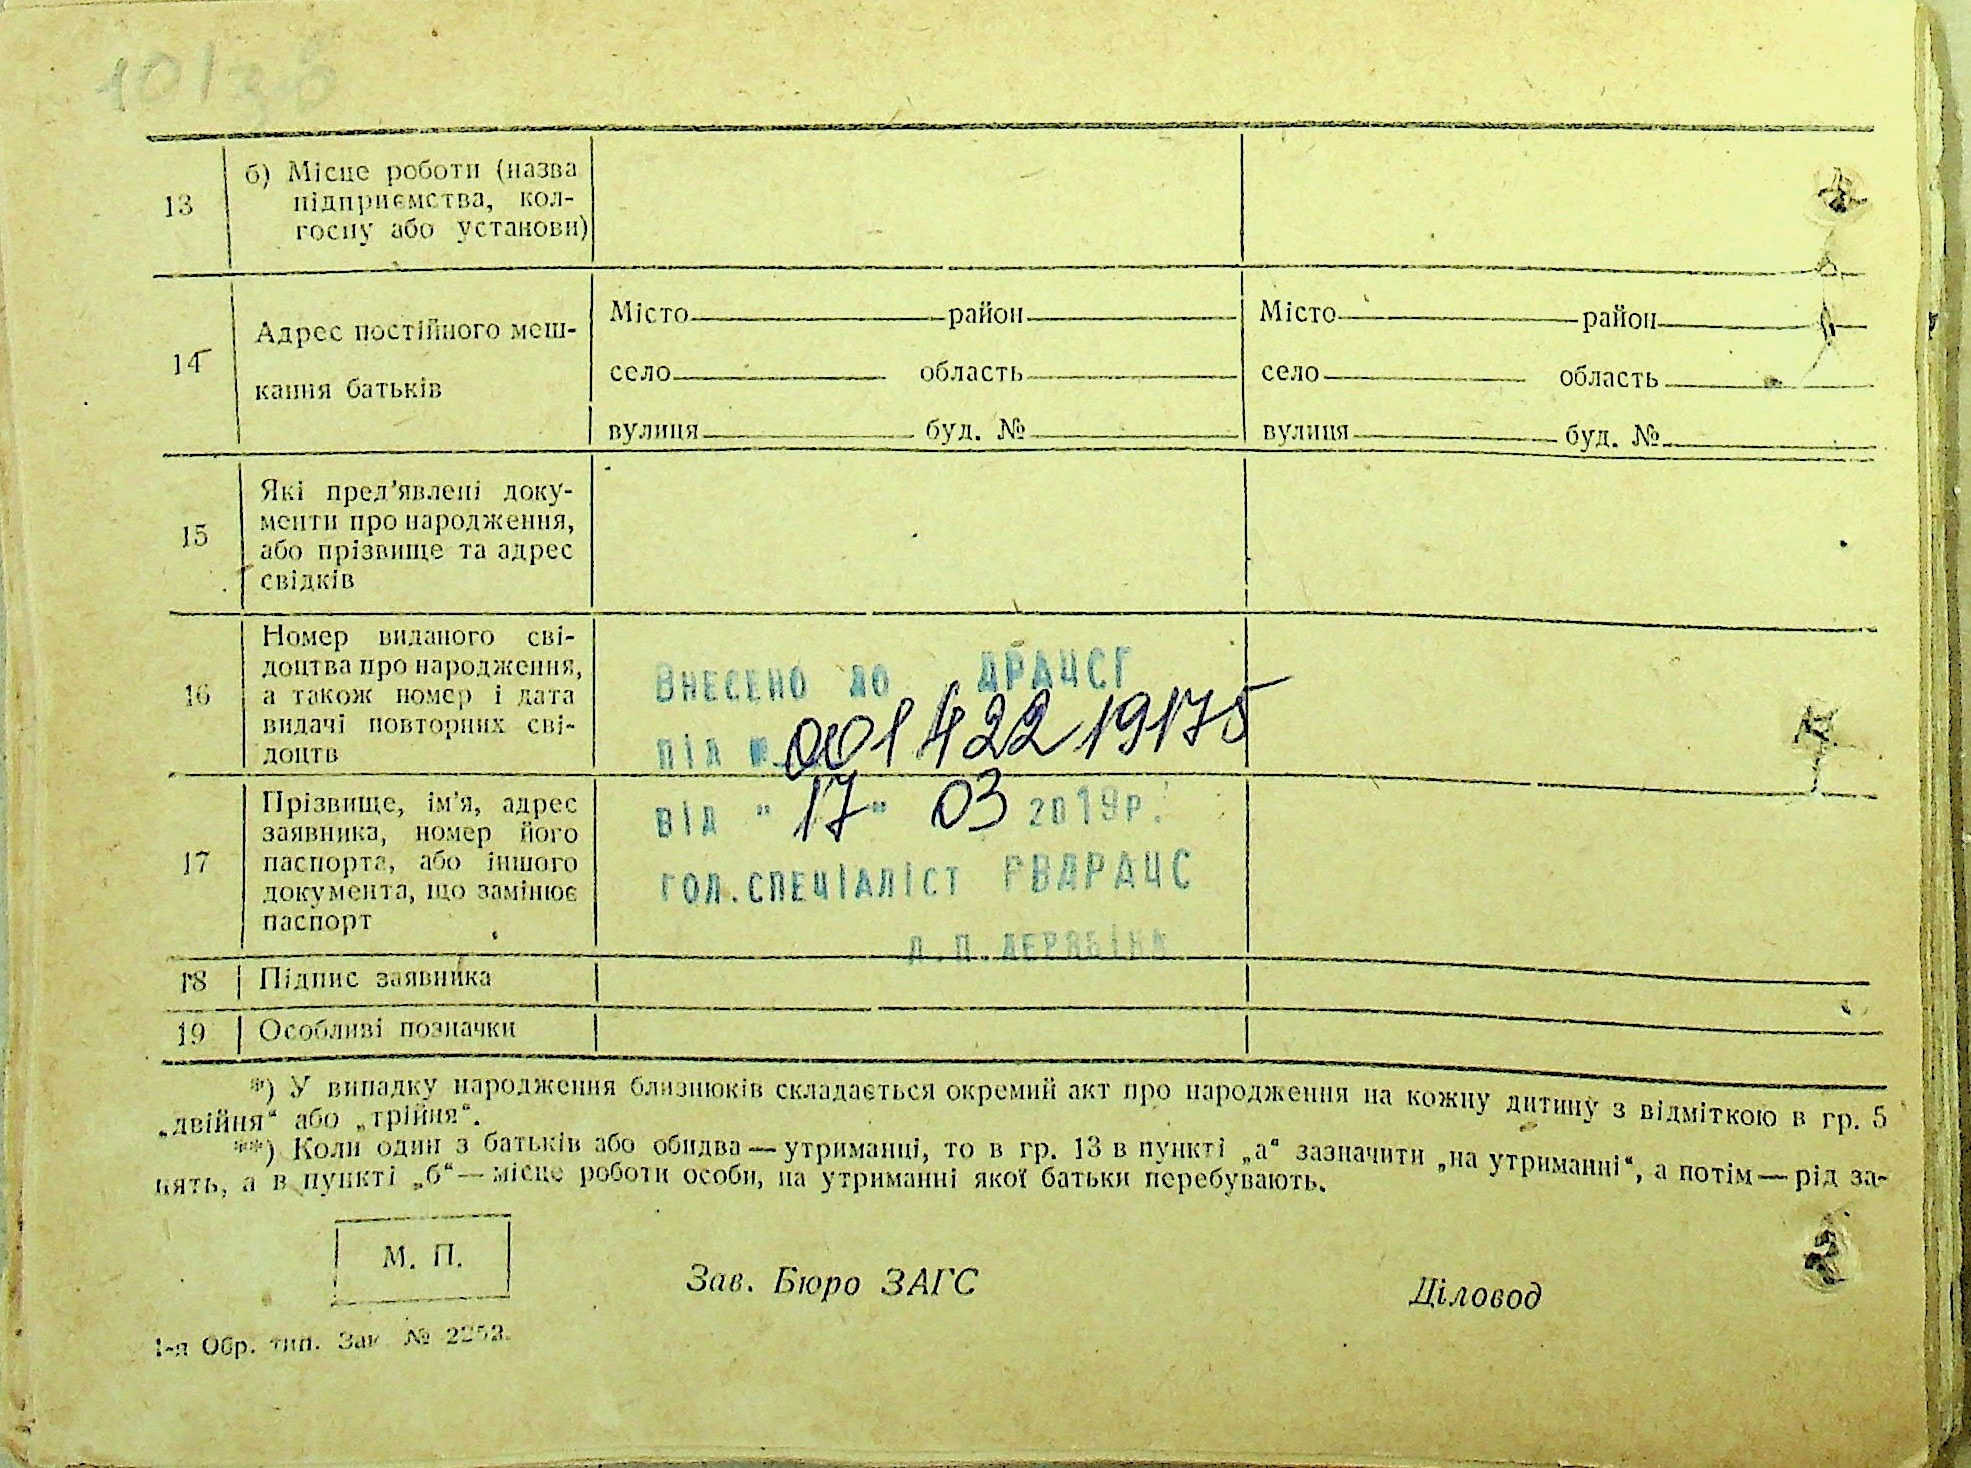 13
б) Місце роботи (назва
підприємства, кол-
госпу або установи)
14
Адрес постійного меш-
кання батьків
Місто район
село область
вулиця буд. №
Місто район
село область
вулиця буд. №
15
Які пред'явлені доку-
менти про народження,
або прізвище та адрес
свідків
16
Номер виданого сві-
доцтва про народження,
а також номер і дата
видачі повторних сві-
доцтв
Внесено до ДРАЦСГ
під № 00142219175
від "17" 03 2019р.
гол. спеціаліст РВДРАЦС
17
Прізвище, ім'я, адрес
заявника, номер його
паспорта, або іншого
документа, що замінює
паспорт
18 Підпис заявника
19 Особливі позначки
*) У випадку народження близнюків складається окремий акт про народження на кожну дитину з відміткою в гр. 5
„двійня“ або „трійня“.
**) Коли один з батьків або обидва — утриманці, то в гр. 13 в пункті „а“ зазначити „на утриманні“, а потім — рід за-
нять, а в пункті „б“ — місце роботи особи, на утриманні якої батьки перебувають.
М. П.
Зав. Бюро ЗАГС
Діловод
1-я Обр. тип. Зак. №